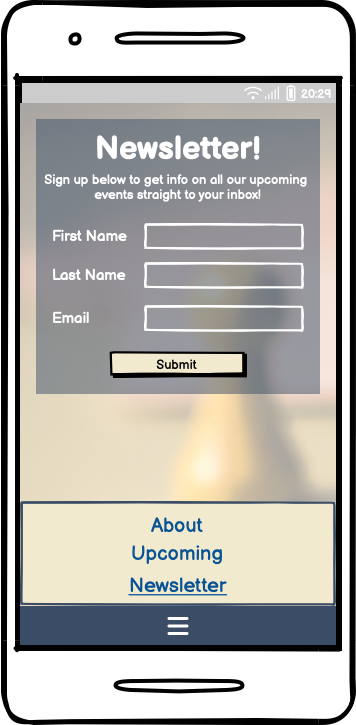 20:29
Newsletter!
Sign up below to get info on all our upcoming
events straight to your inbox!
First Name
Last Name
Email
Submit
About
Upcoming
Newsletter